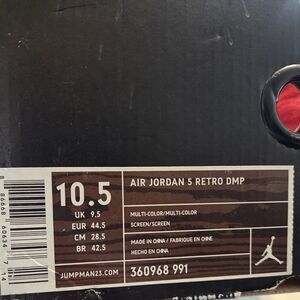 10.5
UK 9.5
EUR 44.5
CM 28.5
BR 42.5
AIR JORDAN 5 RETRO DMP
MULTI-COLOR/MULTI-COLOR
SCREEN/SCREEN
MADE IN CHINA / FABRIQUE EN CHINE
HECHO EN CHINA
JUMPMAN23.COM
360968 991